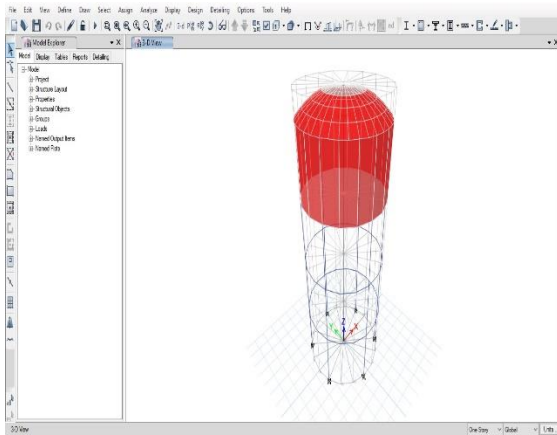 File Edit View Define Draw Select Assign Analyze Display Design Detailing Options Tools Help
Model Explorer
3-D View
Model Display Tables Reports Detailing
Model
Project
Structure Layout
Properties
Structural Objects
Groups
Loads
Named Output Items
Named Plots
Z
Y
X
3-D View
One Story
Global
Units